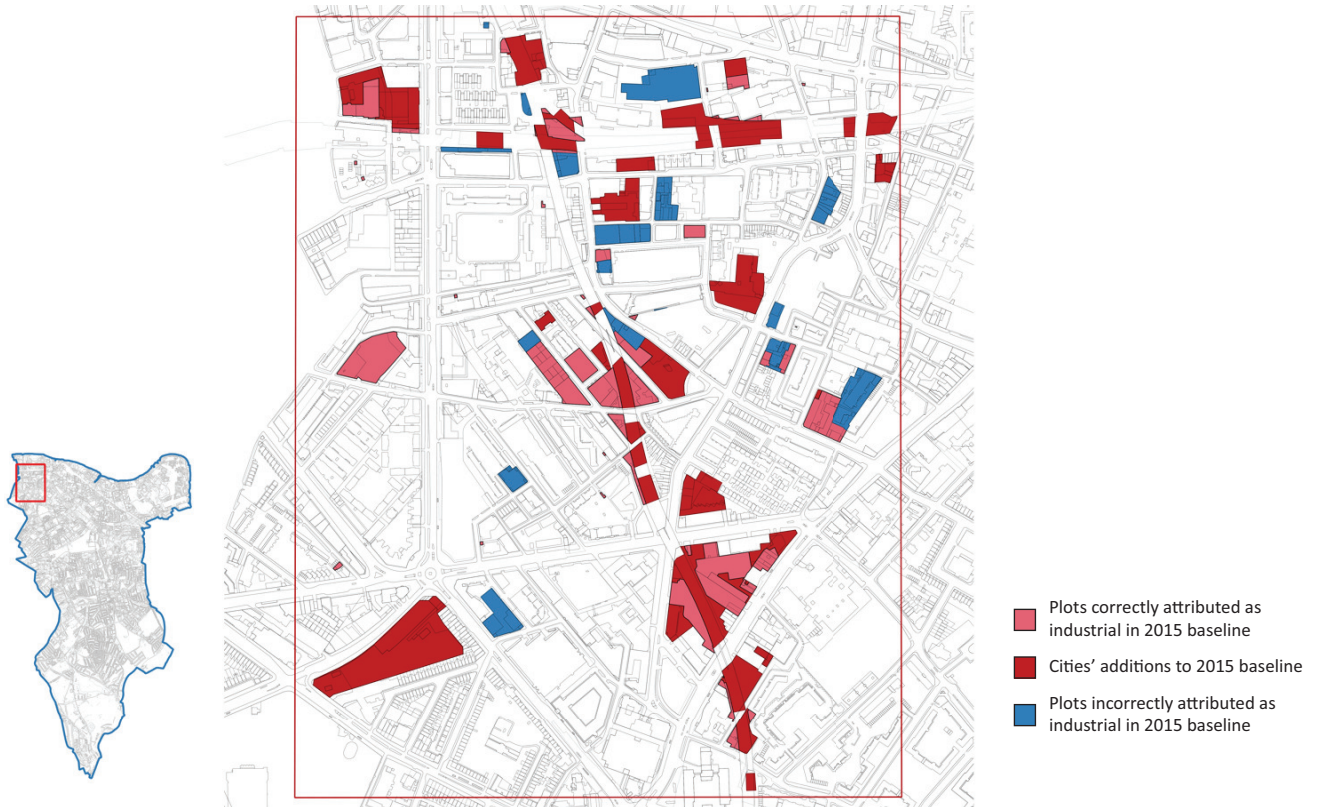 Plots correctly attributed as
industrial in 2015 baseline
Cities’ additions to 2015 baseline
Plots incorrectly attributed as
industrial in 2015 baseline